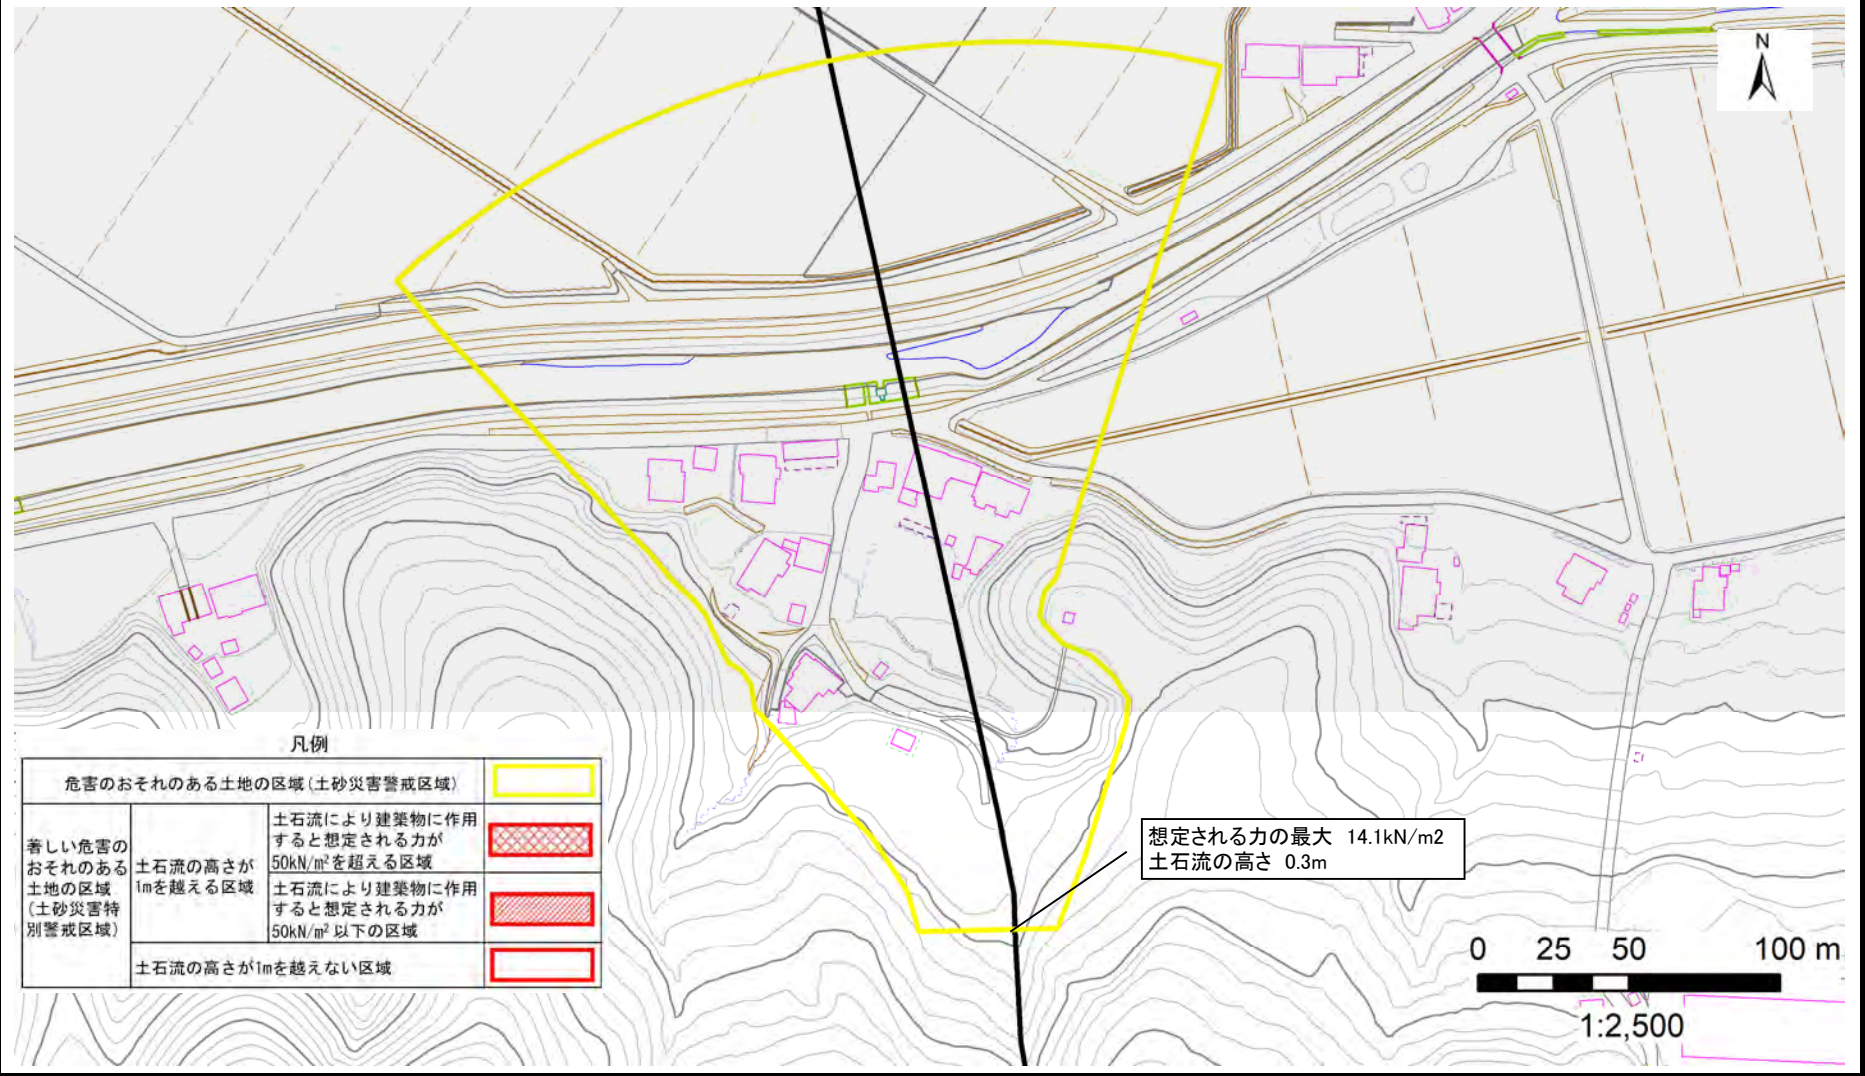 N
凡例
危害のおそれのある土地の区域(土砂災害警戒区域)
著しい危害の
おそれのある
土地の区域
(土砂災害特
別警戒区域)
土石流の高さが
1mを越える区域
土石流により建築物に作用
すると想定される力が
50kN/m²を超える区域
土石流により建築物に作用
すると想定される力が
50kN/m²以下の区域
土石流の高さが1mを越えない区域
想定される力の最大 14.1kN/m2
土石流の高さ 0.3m
0 25 50 100 m
1:2,500